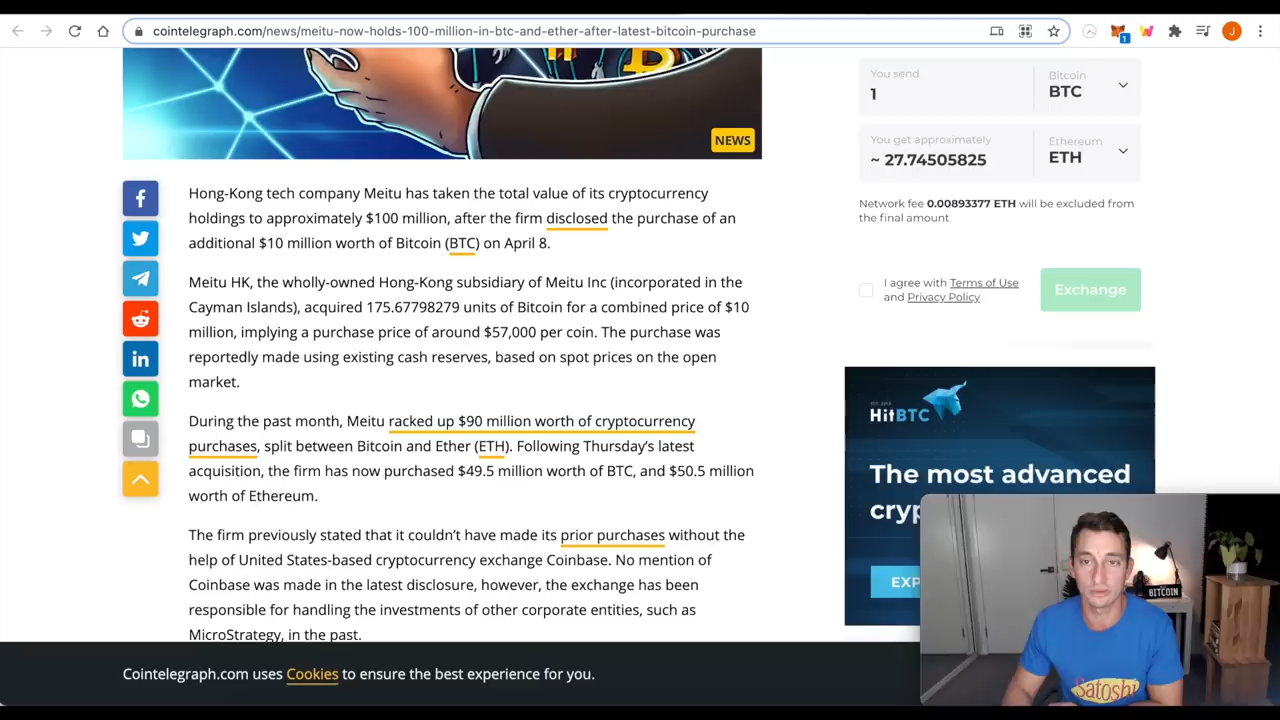 cointelegraph.com/news/meitu-now-holds-100-million-in-btc-and-ether-after-latest-bitcoin-purchase
1
J
NEWS
Hong-Kong tech company Meitu has taken the total value of its cryptocurrency
holdings to approximately $100 million, after the firm disclosed the purchase of an
additional $10 million worth of Bitcoin (BTC) on April 8.
Meitu HK, the wholly-owned Hong-Kong subsidiary of Meitu Inc (incorporated in the
Cayman Islands), acquired 175.67798279 units of Bitcoin for a combined price of $10
million, implying a purchase price of around $57,000 per coin. The purchase was
reportedly made using existing cash reserves, based on spot prices on the open
market.
During the past month, Meitu racked up $90 million worth of cryptocurrency
purchases, split between Bitcoin and Ether (ETH). Following Thursday’s latest
acquisition, the firm has now purchased $49.5 million worth of BTC, and $50.5 million
worth of Ethereum.
The firm previously stated that it couldn’t have made its prior purchases without the
help of United States-based cryptocurrency exchange Coinbase. No mention of
Coinbase was made in the latest disclosure, however, the exchange has been
responsible for handling the investments of other corporate entities, such as
MicroStrategy, in the past.
You send
1
Bitcoin
BTC
You get approximately
~ 27.74505825
Ethereum
ETH
Network fee 0.00893377 ETH will be excluded from
the final amount
I agree with Terms of Use
and Privacy Policy
Exchange
HitBTC
The most advanced
cryp
EXP
BITCOIN
Satoshi
Cointelegraph.com uses Cookies to ensure the best experience for you.